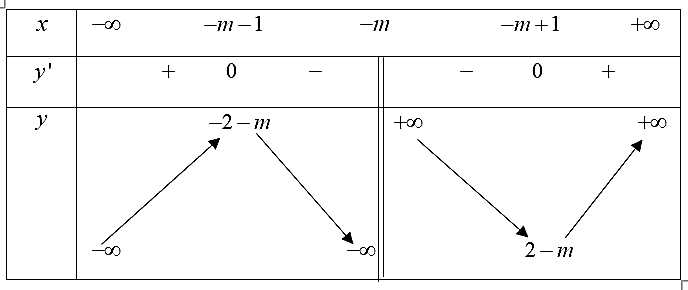 x −∞ −m−1 −m −m+1 +∞
y' + 0 − − 0 +
y −2−m +∞ +∞
−∞ −∞ 2−m